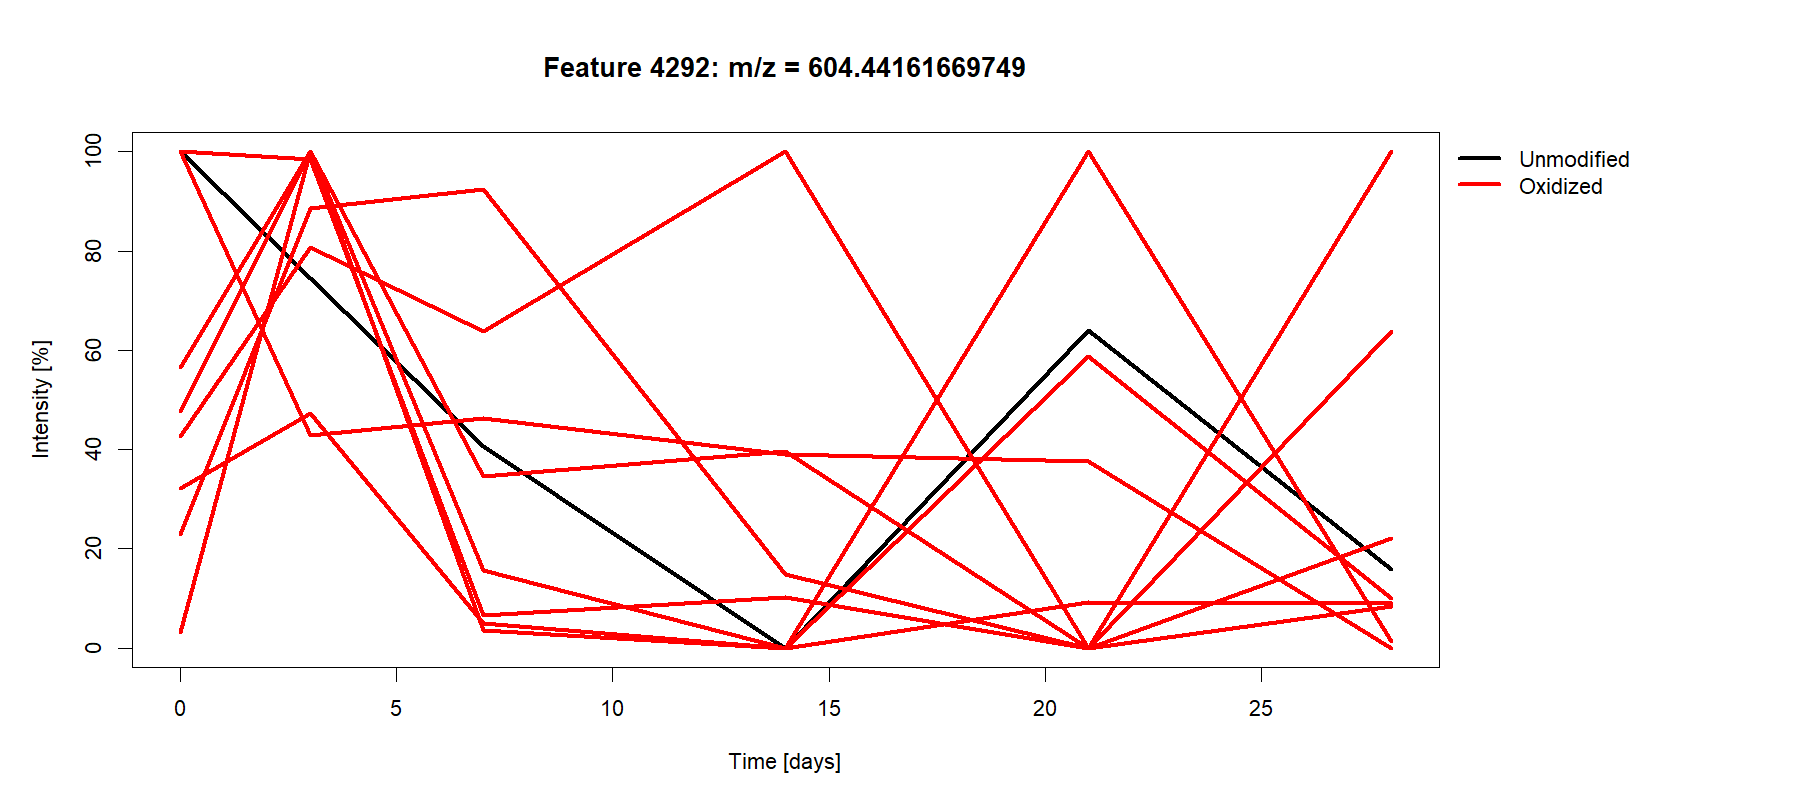 Feature 4292: m/z = 604.44161669749
Unmodified
Oxidized
Intensity [%]
100
80
60
40
20
0
0 5 10 15 20 25
Time [days]